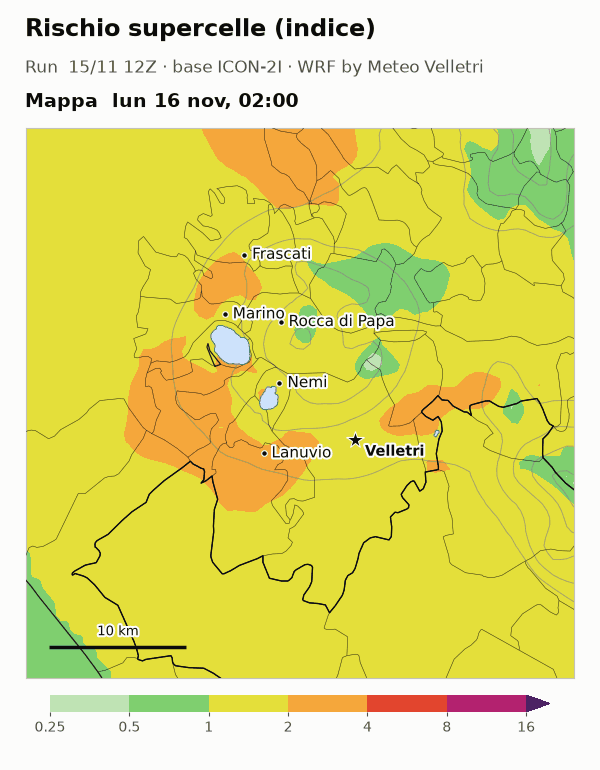 Rischio supercelle (indice)
Run  15/11 12Z · base ICON-2I · WRF by Meteo Velletri
Mappa  lun 16 nov, 02:00
Frascati
Marino
Rocca di Papa
Nemi
Velletri
Lanuvio
10 km
0.25 0.5 1 2 4 8 16